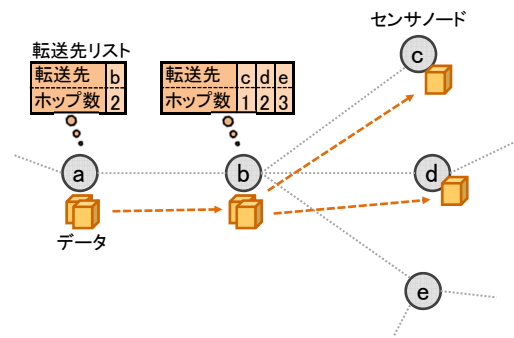 センサノード
転送先リスト
転送先 b
ホップ数 2
転送先 c d e
ホップ数 1 2 3
c
a
b
d
データ
e